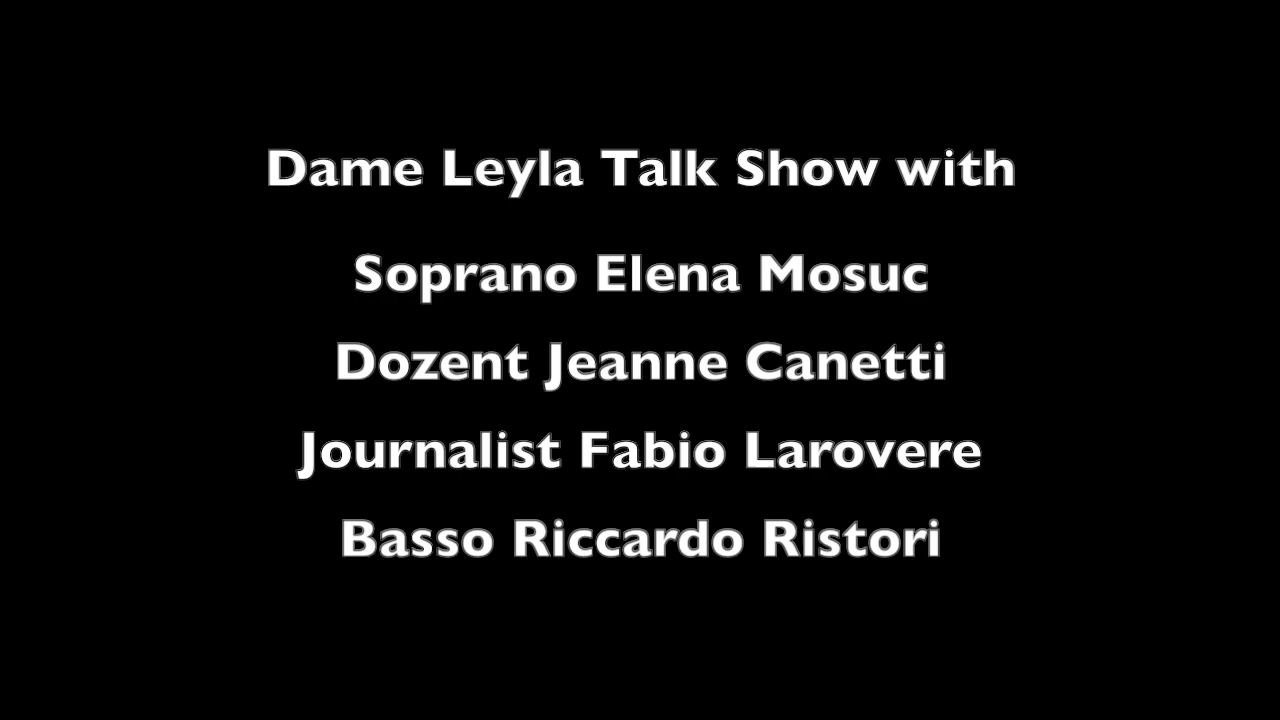 Dame Leyla Talk Show with
Soprano Elena Mosuc
Dozent Jeanne Canetti
Journalist Fabio Larovere
Basso Riccardo Ristori